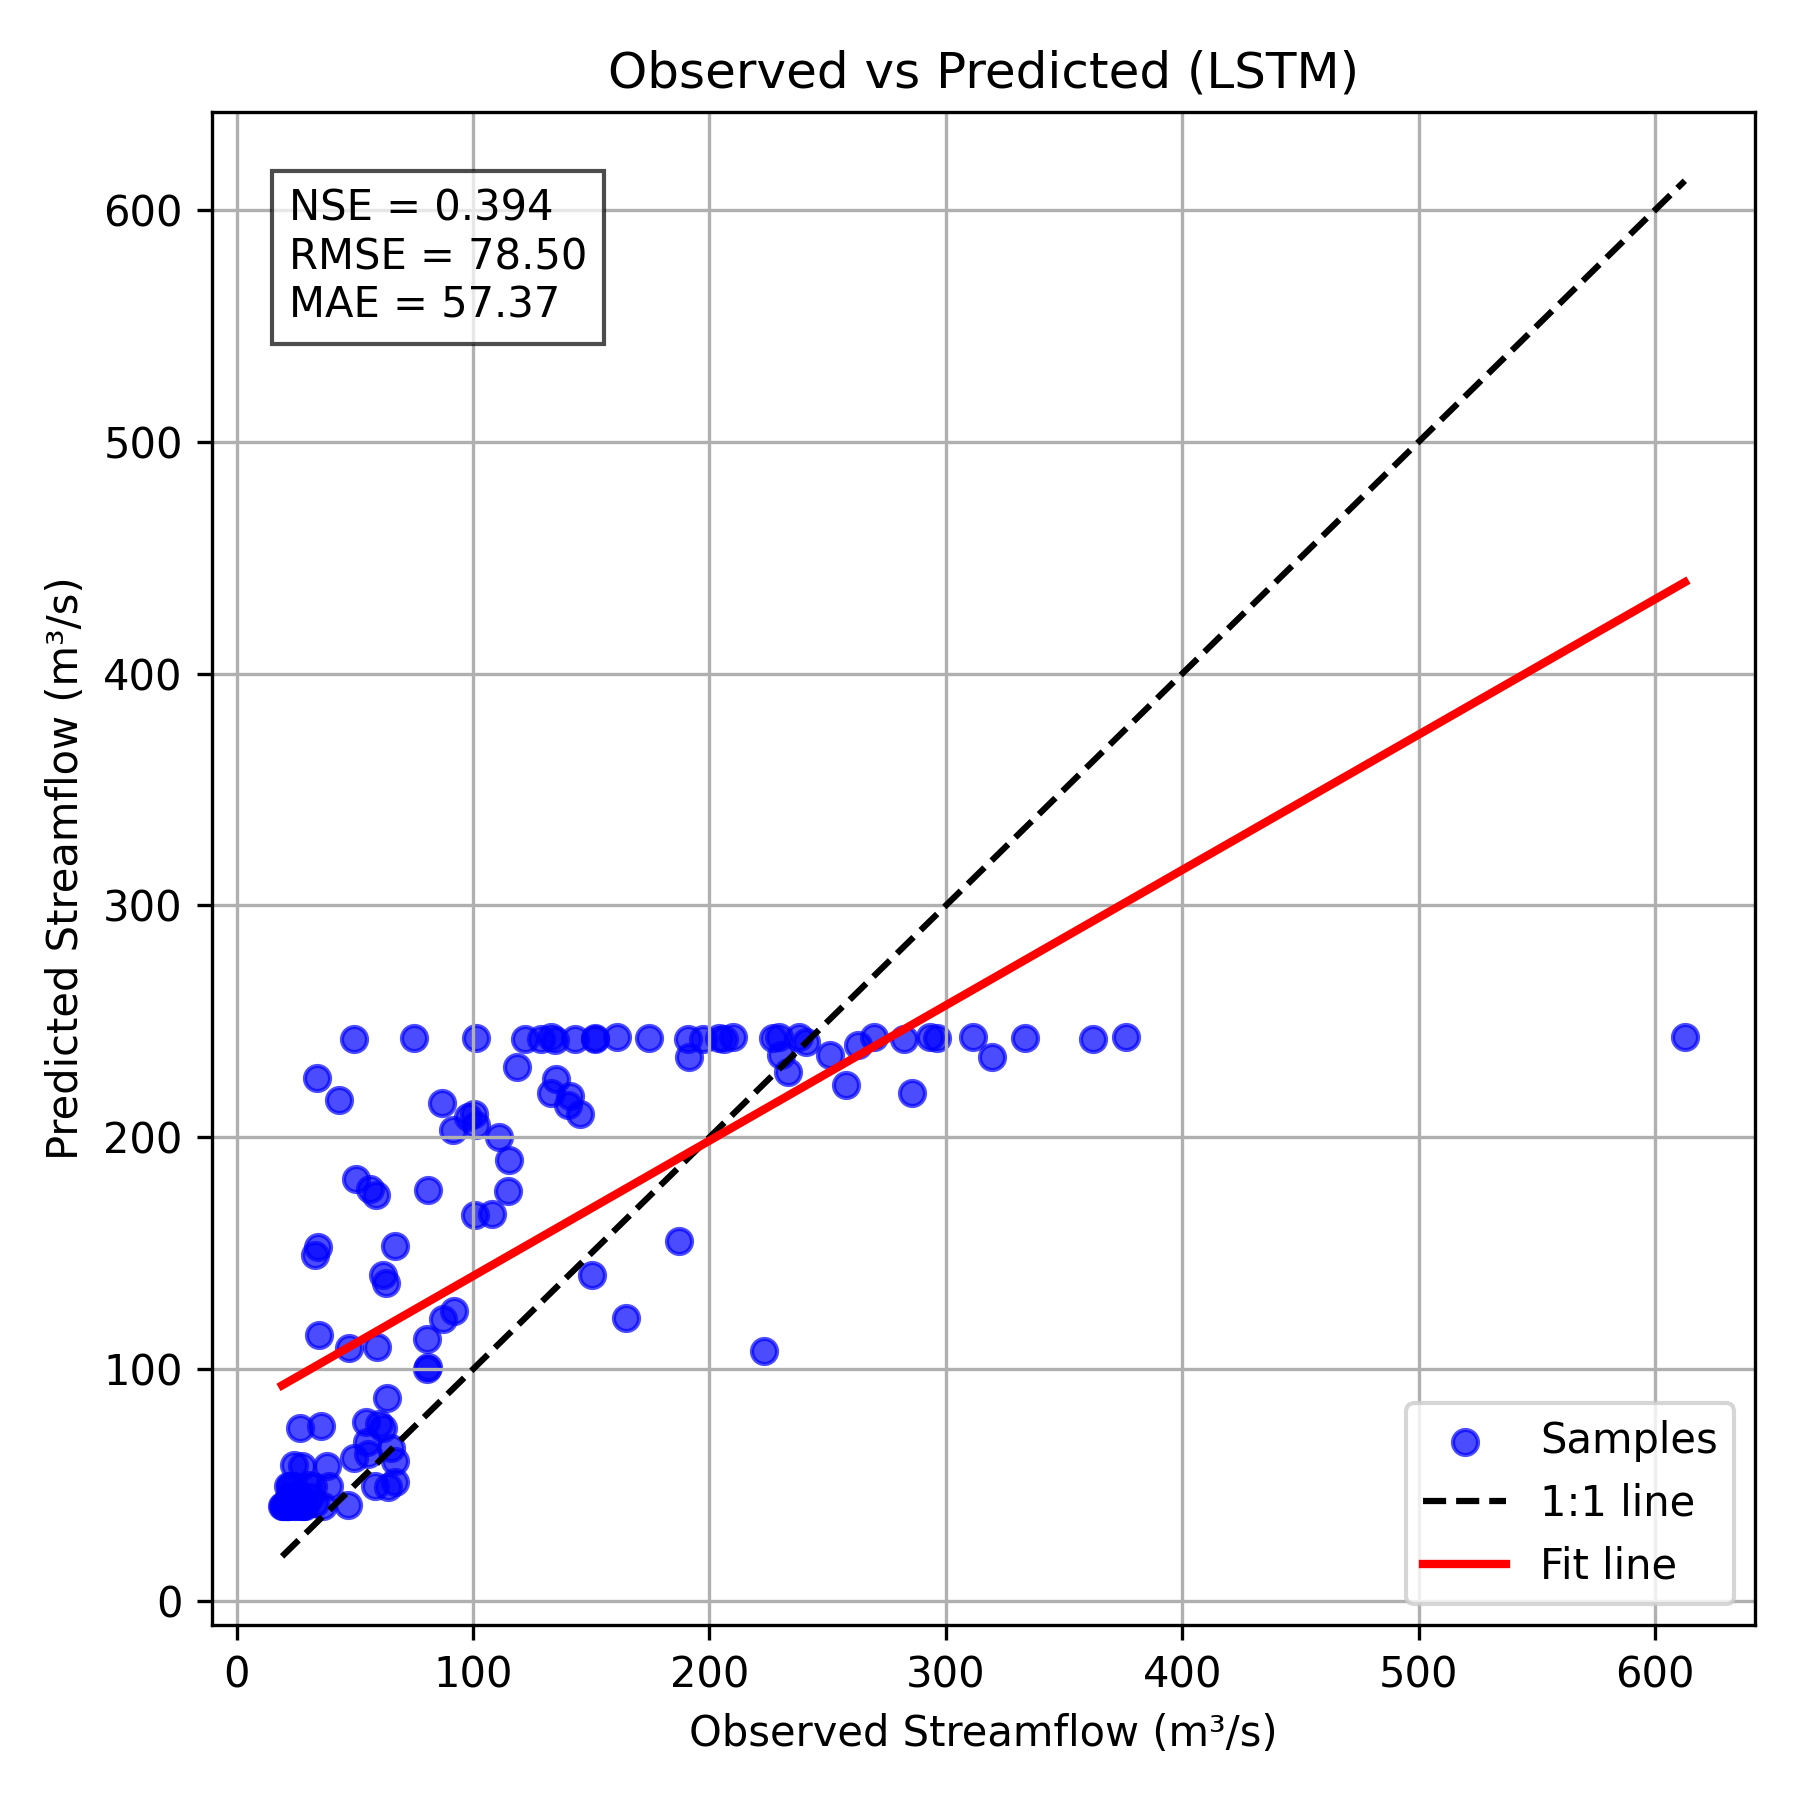 Observed vs Predicted (LSTM)
NSE = 0.394
RMSE = 78.50
MAE = 57.37
Predicted Streamflow (m³/s)
600
500
400
300
200
100
0
Samples
1:1 line
Fit line
0 100 200 300 400 500 600
Observed Streamflow (m³/s)